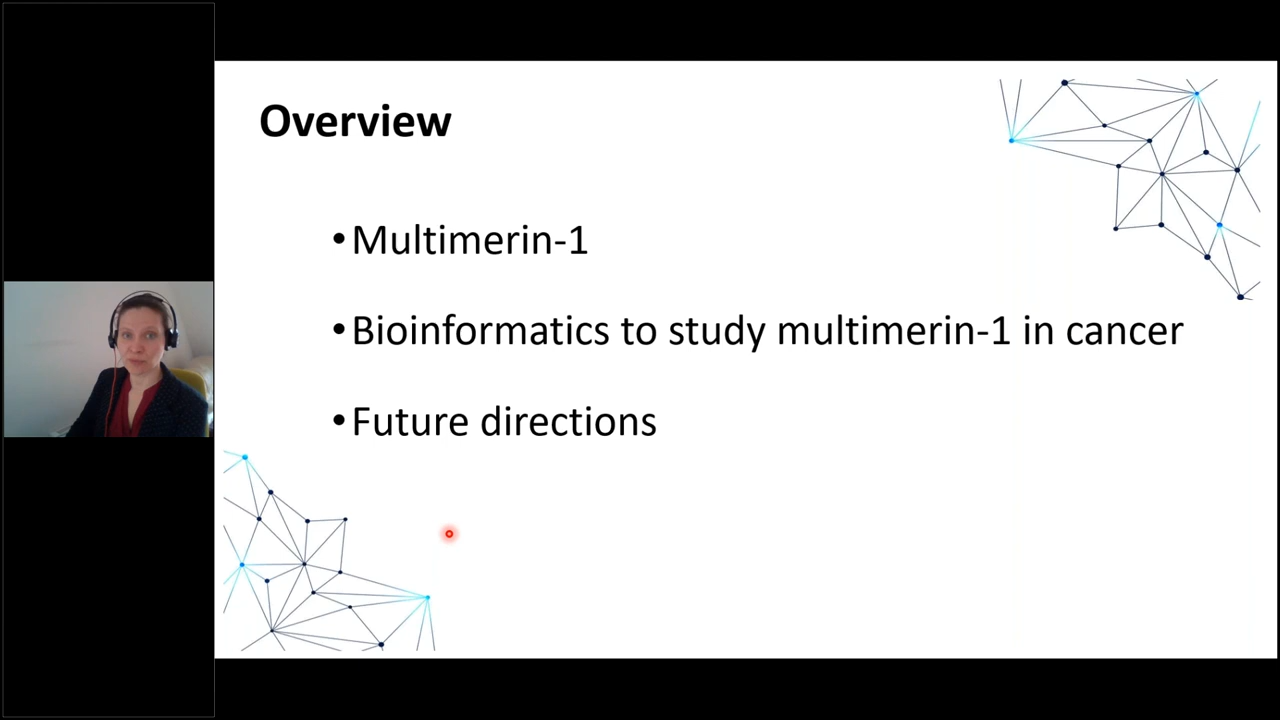 Overview
•Multimerin-1
•Bioinformatics to study multimerin-1 in cancer
•Future directions